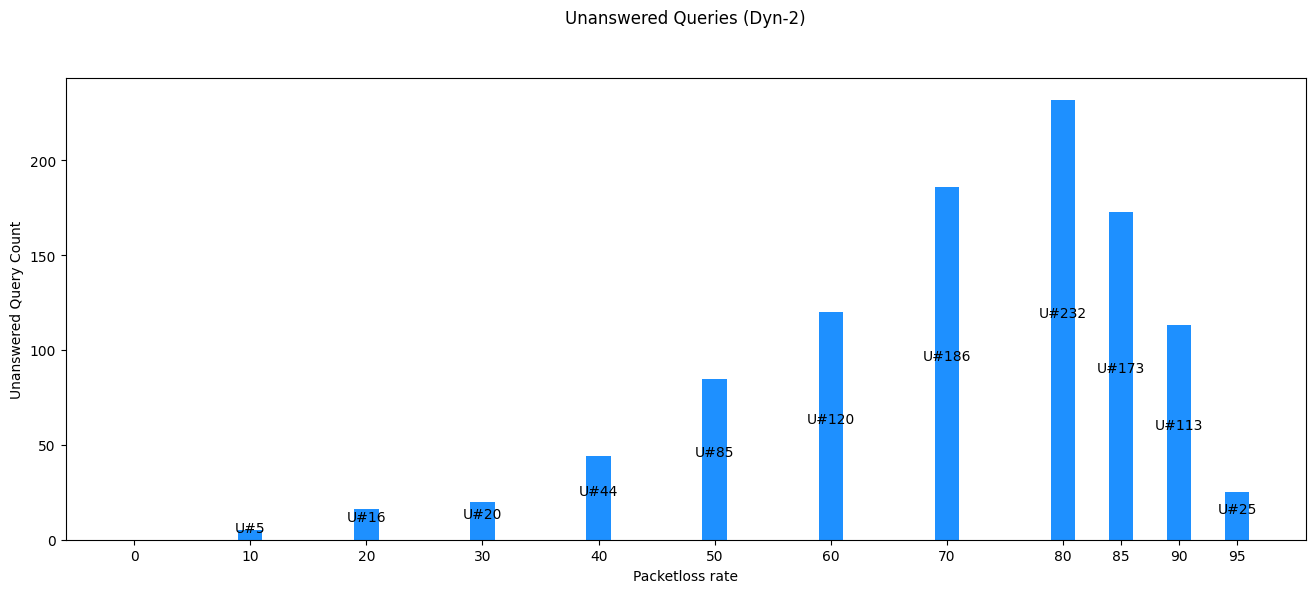 Unanswered Queries (Dyn-2)
Unanswered Query Count
200
150
100
50
0
U#5
U#16
U#20
U#44
U#85
U#120
U#186
U#232
U#173
U#113
U#25
0 10 20 30 40 50 60 70 80 85 90 95
Packetloss rate